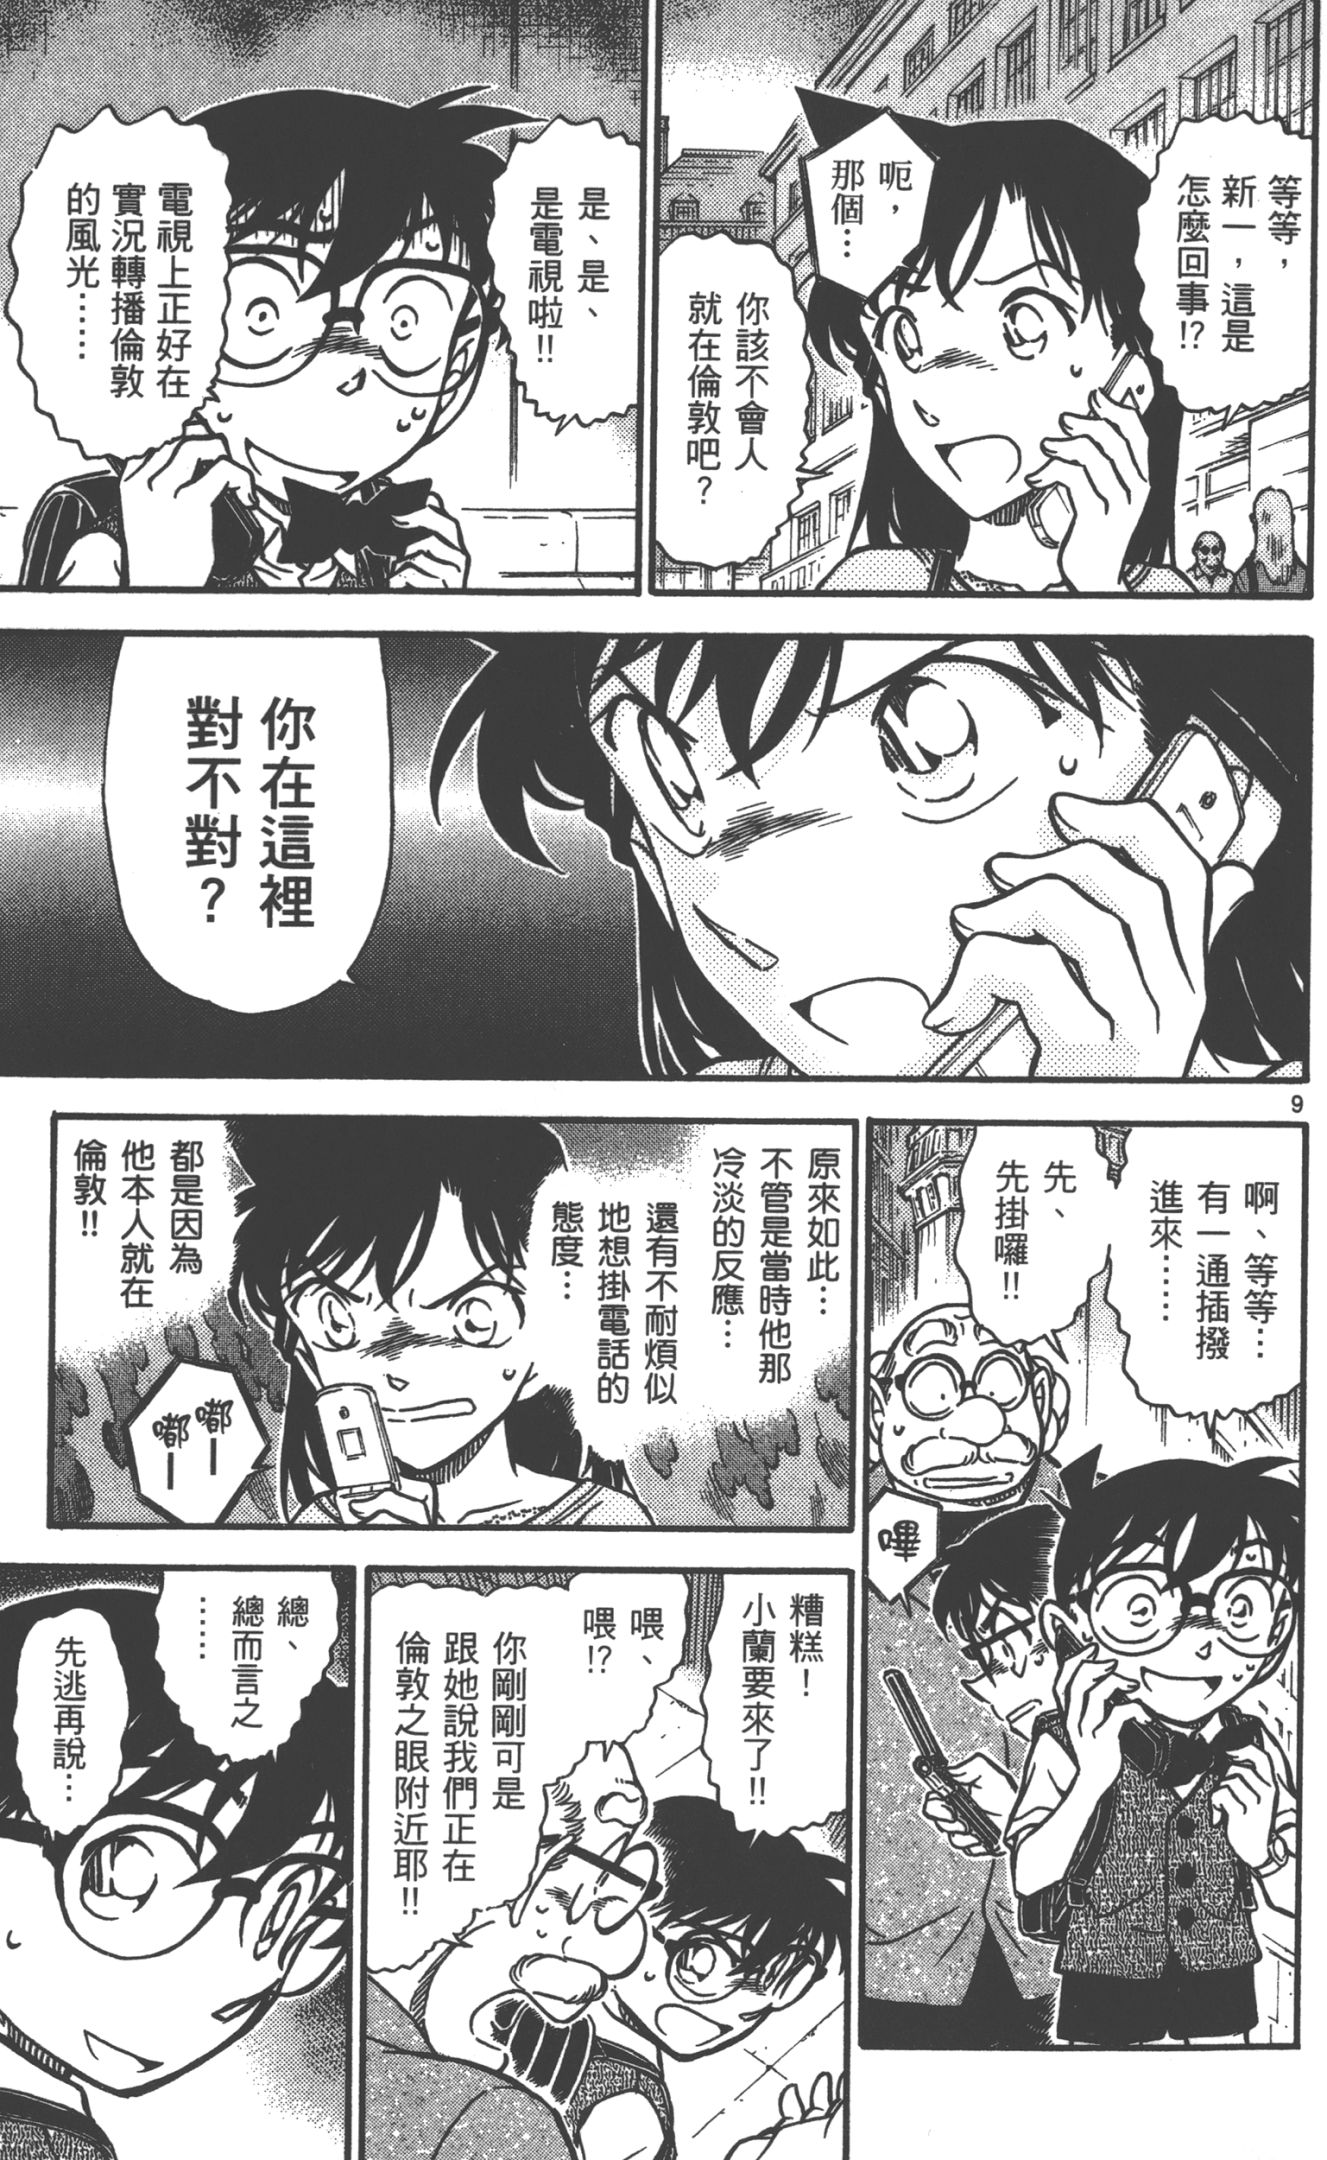 等等，
新一，這是
怎麼回事!?
呃，
那個…
你該不會人
就在倫敦吧？
是、是、
是電視啦!!
電視上正好在
實況轉播倫敦
的風光……
你在這裡
對不對？
9
啊、等等…
有一通插撥
進來……
先、
先掛囉!!
嗶
原來如此…
不管是當時他那
冷淡的反應…
還有不耐煩似
地想掛電話的
態度…
都是因為
他本人就在
倫敦!!
嘟ー
嘟ー
糟糕！
小蘭要來了!!
喂、
喂!?
你剛剛可是
跟她說我們正在
倫敦之眼附近耶!!
總、
總而言之
……
先逃再說…